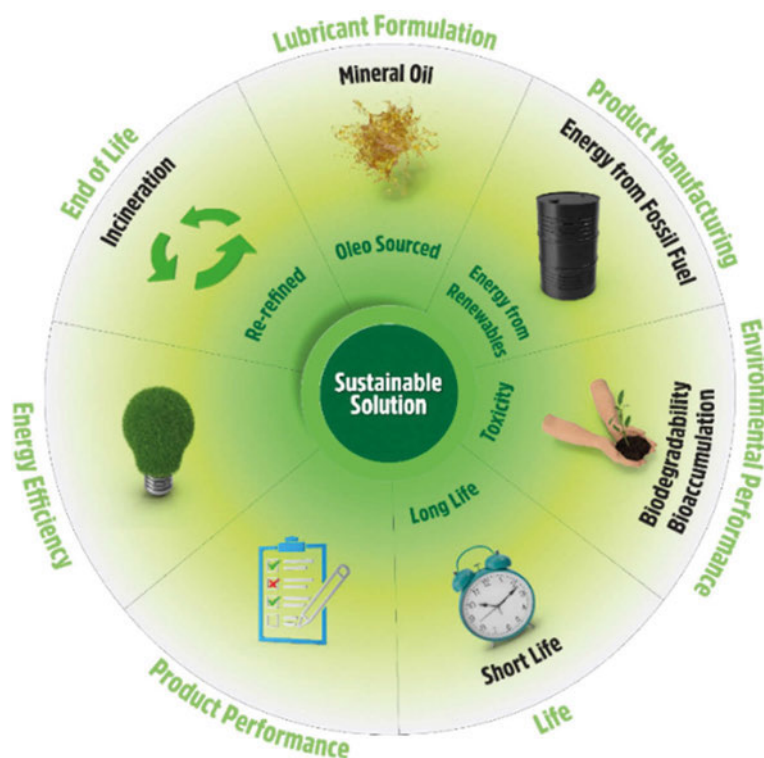 Lubricant Formulation
Mineral Oil
Oleo Sourced
Product Manufacturing
Energy from Fossil Fuel
Energy from
Renewables
Environmental Performance
Biodegradability
Bioaccumulation
Toxicity
Life
Short Life
Long Life
Product Performance
Energy Efficiency
End of Life
Incineration
Re-refined
Sustainable
Solution